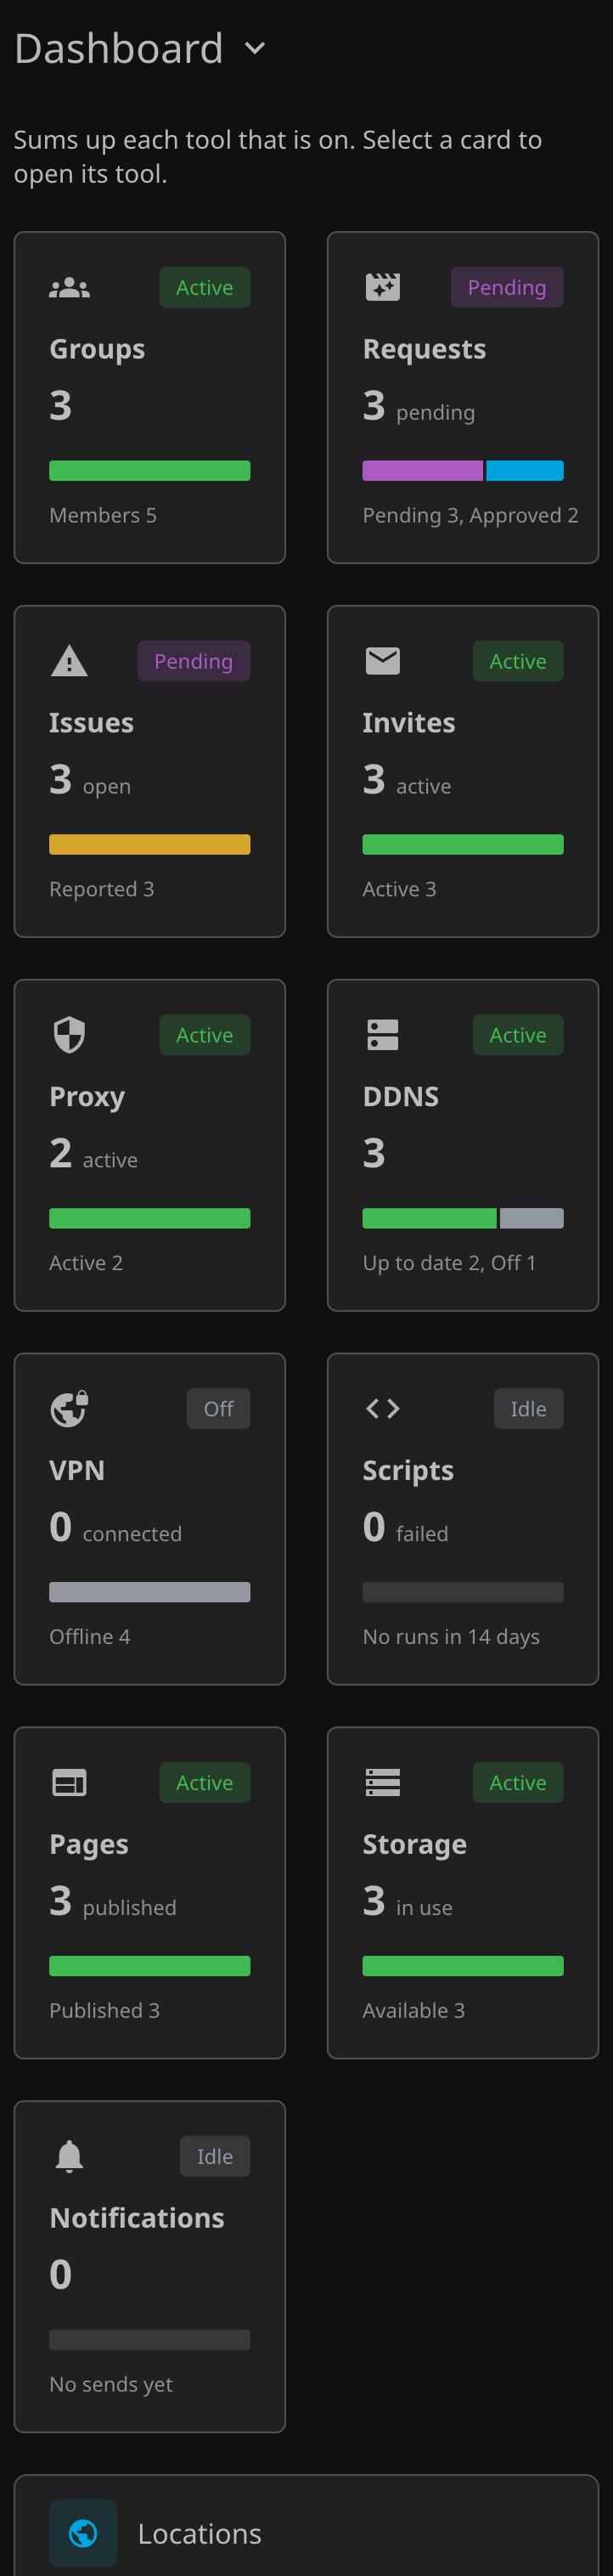 Dashboard
Sums up each tool that is on. Select a card to
open its tool.
Active
Groups
3
Members 5
Pending
Requests
3 pending
Pending 3, Approved 2
Pending
Issues
3 open
Reported 3
Active
Invites
3 active
Active 3
Active
Proxy
2 active
Active 2
Active
DDNS
3
Up to date 2, Off 1
Off
VPN
0 connected
Offline 4
Idle
Scripts
0 failed
No runs in 14 days
Active
Pages
3 published
Published 3
Active
Storage
3 in use
Available 3
Idle
Notifications
0
No sends yet
Locations